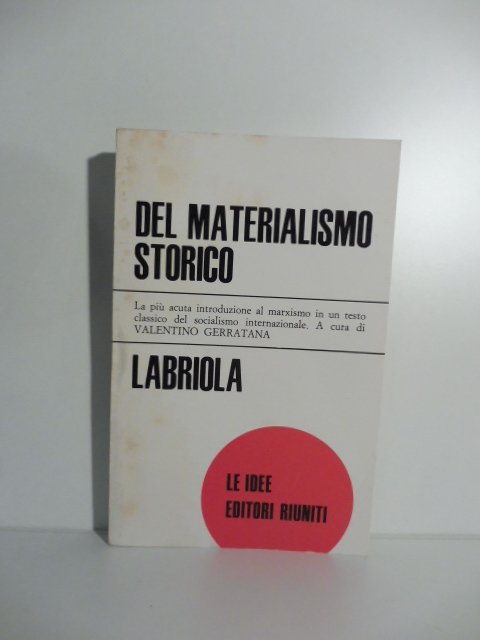 DEL MATERIALISMO
STORICO
La più acuta introduzione al marxismo in un testo
classico del socialismo internazionale. A cura di
VALENTINO GERRATANA
LABRIOLA
LE IDEE
EDITORI RIUNITI